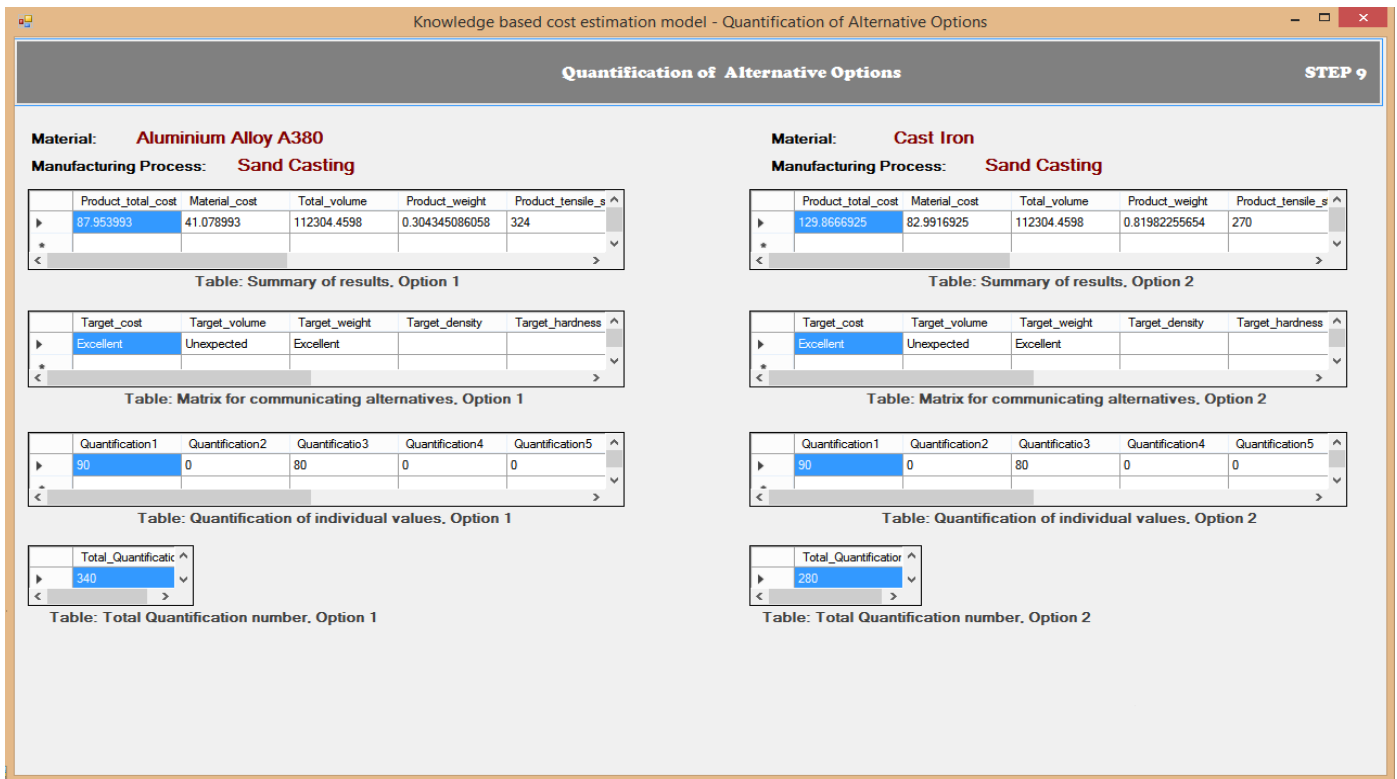 Knowledge based cost estimation model - Quantification of Alternative Options
Quantification of Alternative Options STEP 9
Material: Aluminium Alloy A380
Manufacturing Process: Sand Casting
Product_total_cost Material_cost Total_volume Product_weight Product_tensile_s
87.953993 41.078993 112304.4598 0.304345086058 324
Table: Summary of results, Option 1
Target_cost Target_volume Target_weight Target_density Target_hardness
Excellent Unexpected Excellent
Table: Matrix for communicating alternatives, Option 1
Quantification1 Quantification2 Quantificatio3 Quantification4 Quantification5
90 0 80 0 0
Table: Quantification of individual values, Option 1
Total_Quantificatic
340
Table: Total Quantification number, Option 1
Material: Cast Iron
Manufacturing Process: Sand Casting
Product_total_cost Material_cost Total_volume Product_weight Product_tensile_s
129.8666925 82.9916925 112304.4598 0.81982255654 270
Table: Summary of results, Option 2
Target_cost Target_volume Target_weight Target_density Target_hardness
Excellent Unexpected Excellent
Table: Matrix for communicating alternatives, Option 2
Quantification1 Quantification2 Quantificatio3 Quantification4 Quantification5
90 0 80 0 0
Table: Quantification of individual values, Option 2
Total_Quantification
280
Table: Total Quantification number, Option 2